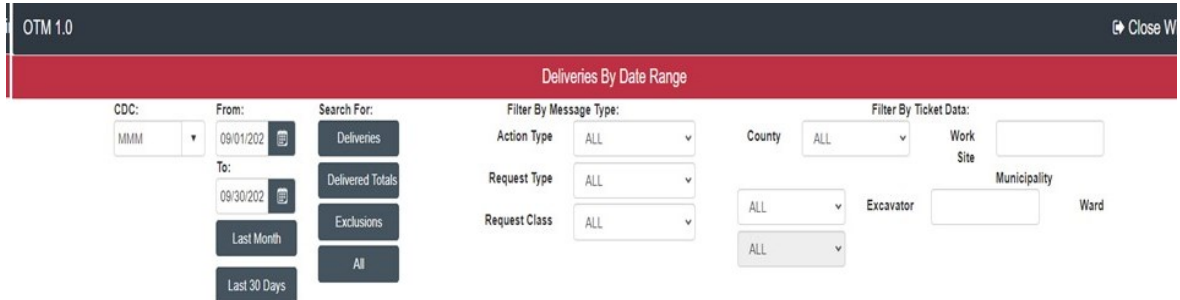 OTM 1.0
Close Wi
Deliveries By Date Range
CDC:
MMM
From:
09/01/202
To:
09/30/202
Last Month
Last 30 Days
Search For:
Deliveries
Delivered Totals
Exclusions
All
Filter By Message Type:
Action Type ALL
Request Type ALL
Request Class ALL
Filter By Ticket Data:
County ALL Work
Site
Municipality
ALL Excavator Ward
ALL